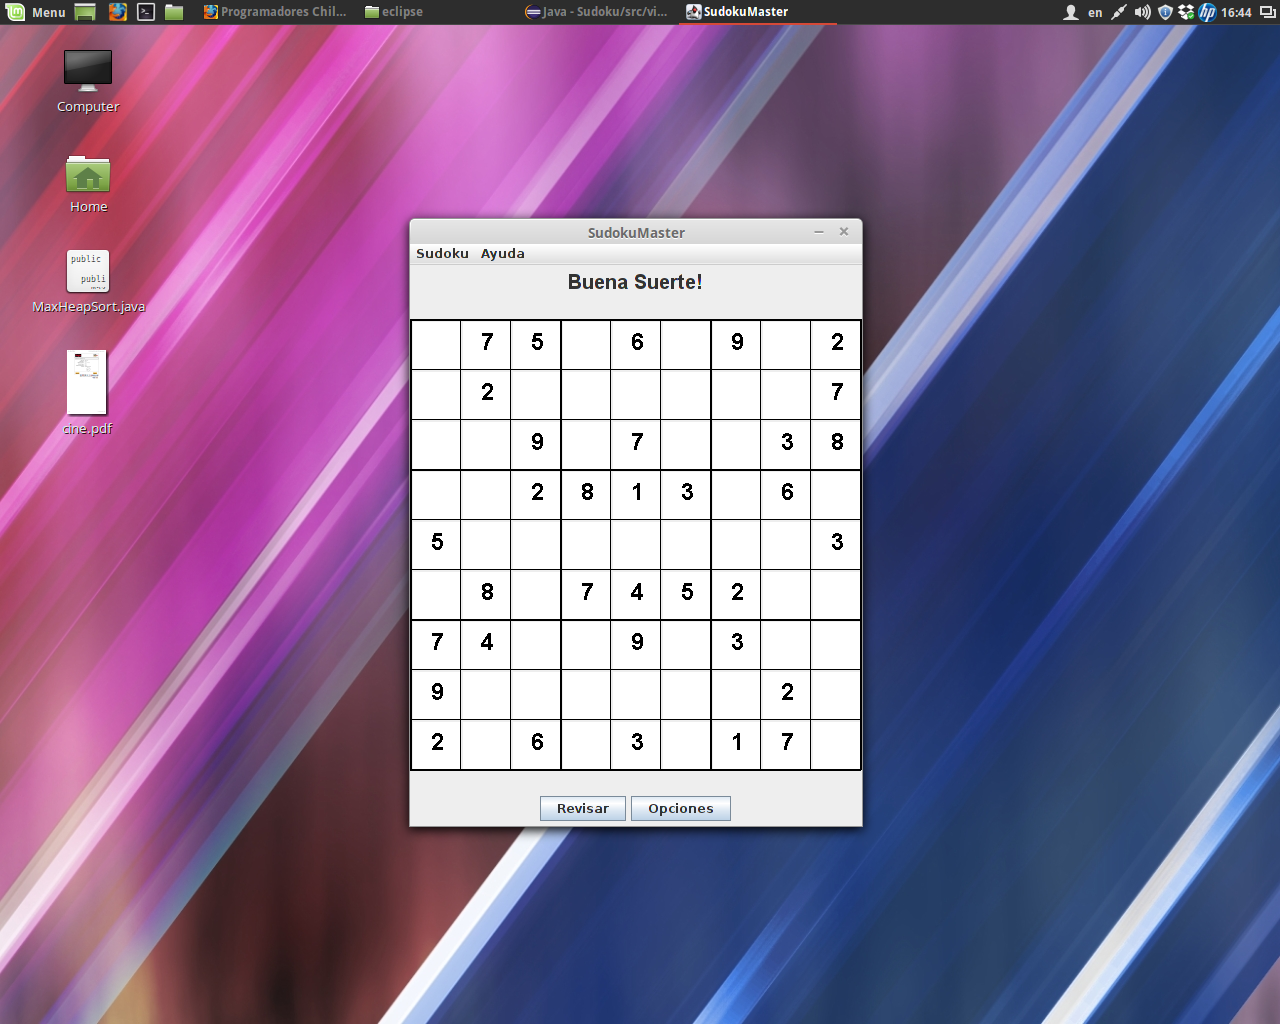 Menu Programadores Chil... eclipse Java - Sudoku/src/vi... SudokuMaster en hp 16:44
Computer
Home
public
publi
MaxHeapSort.java
cine.pdf
SudokuMaster
Sudoku Ayuda
Buena Suerte!
7 5 6 9 2
2 7
9 7 3 8
2 8 1 3 6
5 3
8 7 4 5 2
7 4 9 3
9 2
2 6 3 1 7
Revisar Opciones